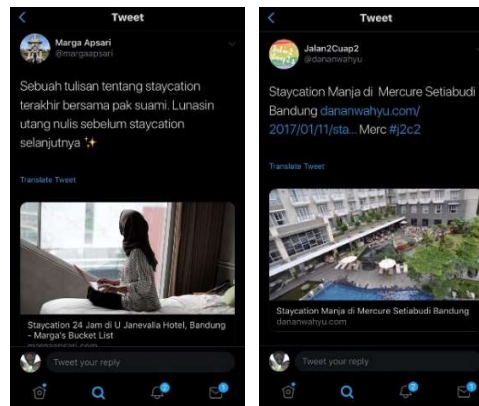 Tweet
Marga Apsari
@margaapsari
Sebuah tulisan tentang staycation
terakhir bersama pak suami. Lunasin
utang nulis sebelum staycation
selanjutnya ✨
Translate Tweet
Staycation 24 Jam di U Janevalla Hotel, Bandung
- Marga's Bucket List
margaapsari.com
Tweet your reply
Tweet
Jalan2Cuap2
@dananwahyu
Staycation Manja di Mercure Setiabudi
Bandung dananwahyu.com/
2017/01/11/sta... Merc #j2c2
Translate Tweet
Staycation Manja di Mercure Setiabudi Bandung
dananwahyu.com
Tweet your reply